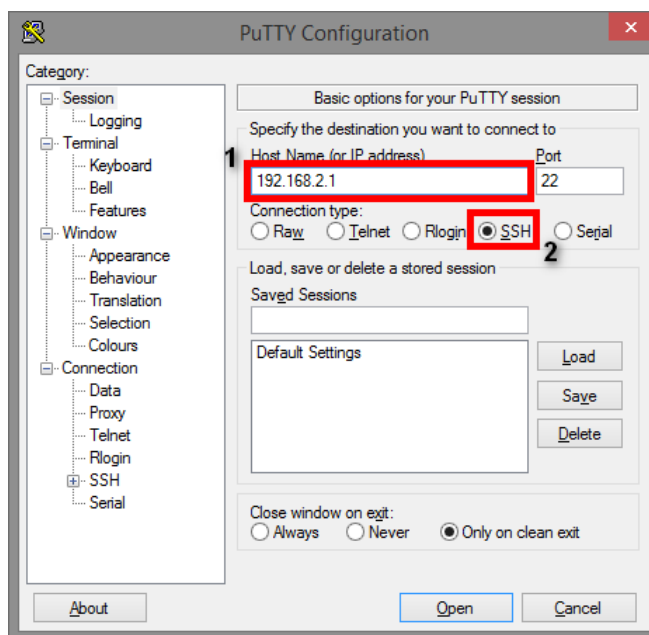 PuTTY Configuration
Category:
Session
Logging
Terminal
Keyboard
Bell
Features
Window
Appearance
Behaviour
Translation
Selection
Colours
Connection
Data
Proxy
Telnet
Rlogin
SSH
Serial
Basic options for your PuTTY session
Specify the destination you want to connect to
1
Host Name (or IP address) Port
192.168.2.1 22
Connection type:
Raw Telnet Rlogin SSH Serial
2
Load, save or delete a stored session
Saved Sessions
Default Settings
Load
Save
Delete
Close window on exit:
Always Never Only on clean exit
About Open Cancel